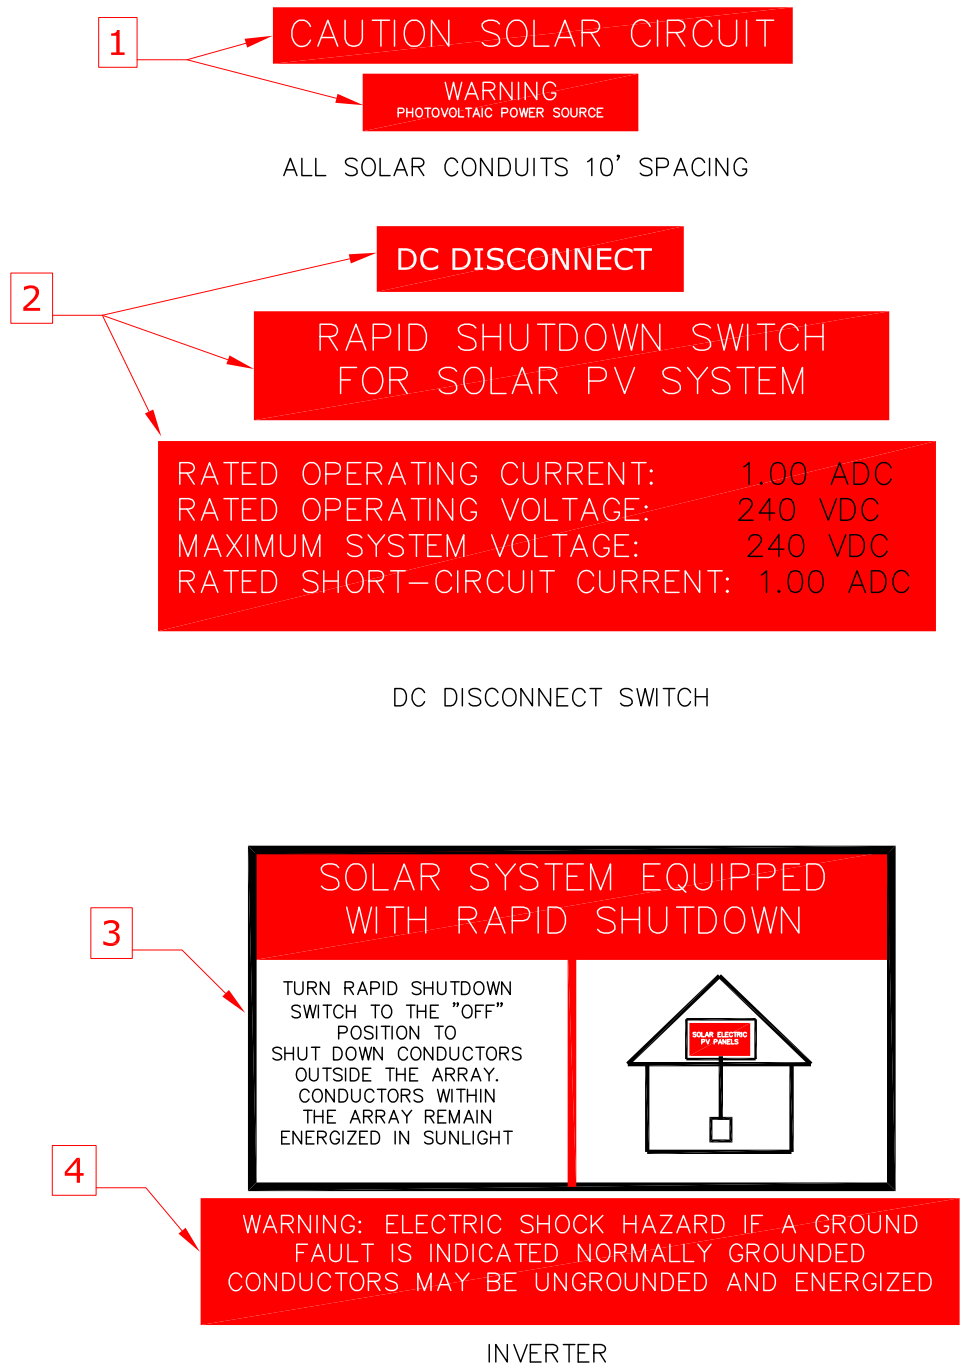 1
CAUTION SOLAR CIRCUIT
WARNING
PHOTOVOLTAIC POWER SOURCE
ALL SOLAR CONDUITS 10' SPACING
2
DC DISCONNECT
RAPID SHUTDOWN SWITCH
FOR SOLAR PV SYSTEM
RATED OPERATING CURRENT: 1.00 ADC
RATED OPERATING VOLTAGE: 240 VDC
MAXIMUM SYSTEM VOLTAGE: 240 VDC
RATED SHORT-CIRCUIT CURRENT: 1.00 ADC
DC DISCONNECT SWITCH
3
SOLAR SYSTEM EQUIPPED
WITH RAPID SHUTDOWN
TURN RAPID SHUTDOWN
SWITCH TO THE "OFF"
POSITION TO
SHUT DOWN CONDUCTORS
OUTSIDE THE ARRAY.
CONDUCTORS WITHIN
THE ARRAY REMAIN
ENERGIZED IN SUNLIGHT
SOLAR ELECTRIC
PV PANELS
4
WARNING: ELECTRIC SHOCK HAZARD IF A GROUND
FAULT IS INDICATED NORMALLY GROUNDED
CONDUCTORS MAY BE UNGROUNDED AND ENERGIZED
INVERTER